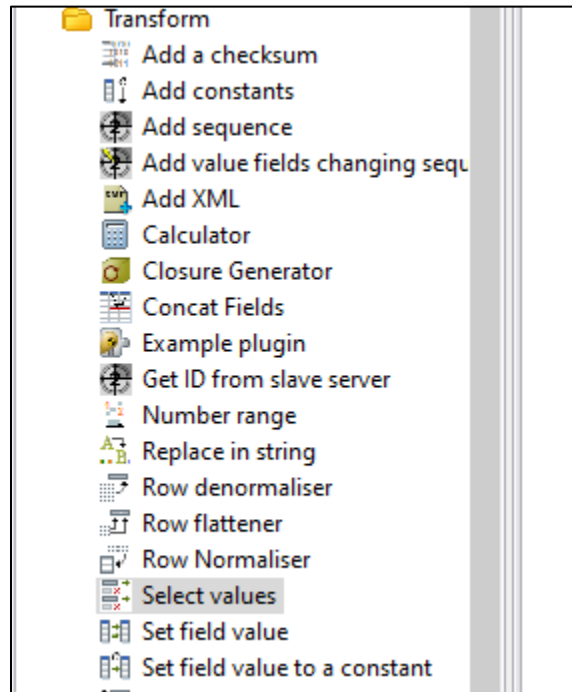 Transform
Add a checksum
Add constants
Add sequence
Add value fields changing sequ
Add XML
Calculator
Closure Generator
Concat Fields
Example plugin
Get ID from slave server
Number range
Replace in string
Row denormaliser
Row flattener
Row Normaliser
Select values
Set field value
Set field value to a constant